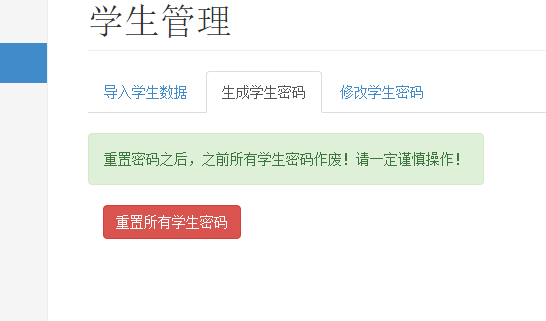 学生管理
导入学生数据 生成学生密码 修改学生密码
重置密码之后，之前所有学生密码作废！请一定谨慎操作！
重置所有学生密码